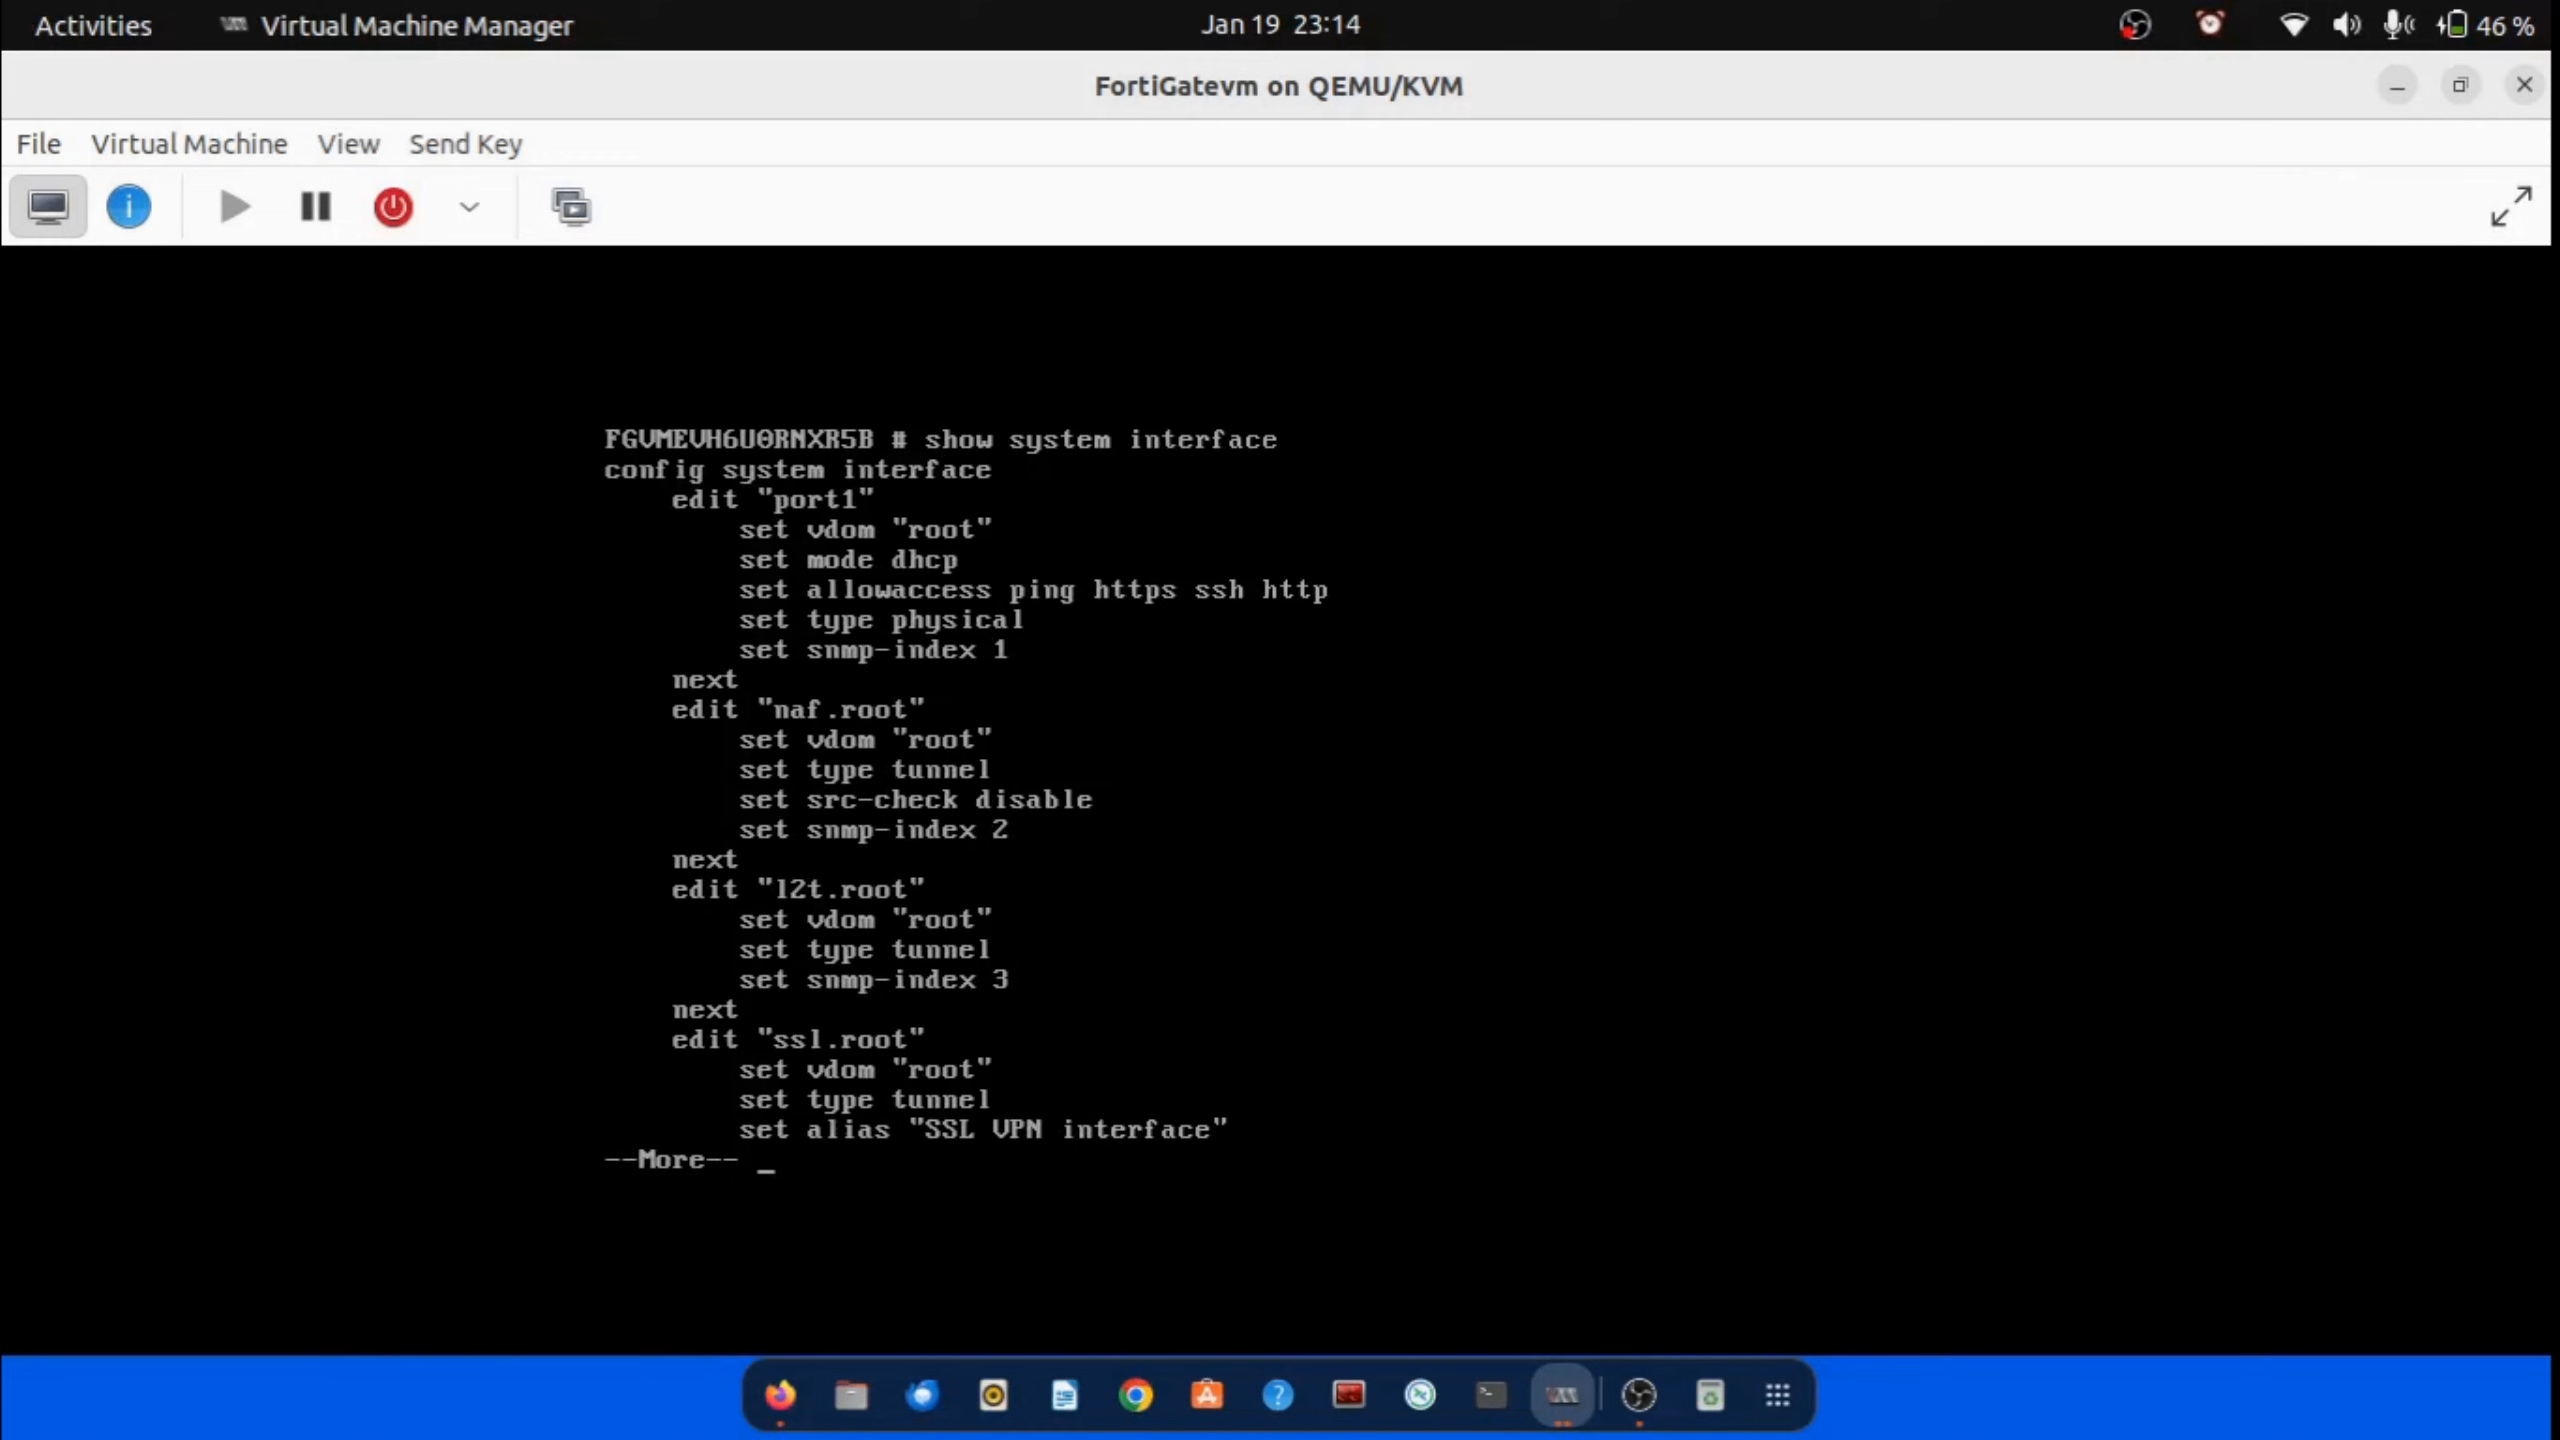 Activities Virtual Machine Manager Jan 19 23:14 46 %
FortiGatevm on QEMU/KVM
File Virtual Machine View Send Key
FGVMEVH6U0RNXR5B # show system interface
config system interface
    edit "port1"
        set vdom "root"
        set mode dhcp
        set allowaccess ping https ssh http
        set type physical
        set snmp-index 1
    next
    edit "naf.root"
        set vdom "root"
        set type tunnel
        set src-check disable
        set snmp-index 2
    next
    edit "l2t.root"
        set vdom "root"
        set type tunnel
        set snmp-index 3
    next
    edit "ssl.root"
        set vdom "root"
        set type tunnel
        set alias "SSL VPN interface"
--More-- _